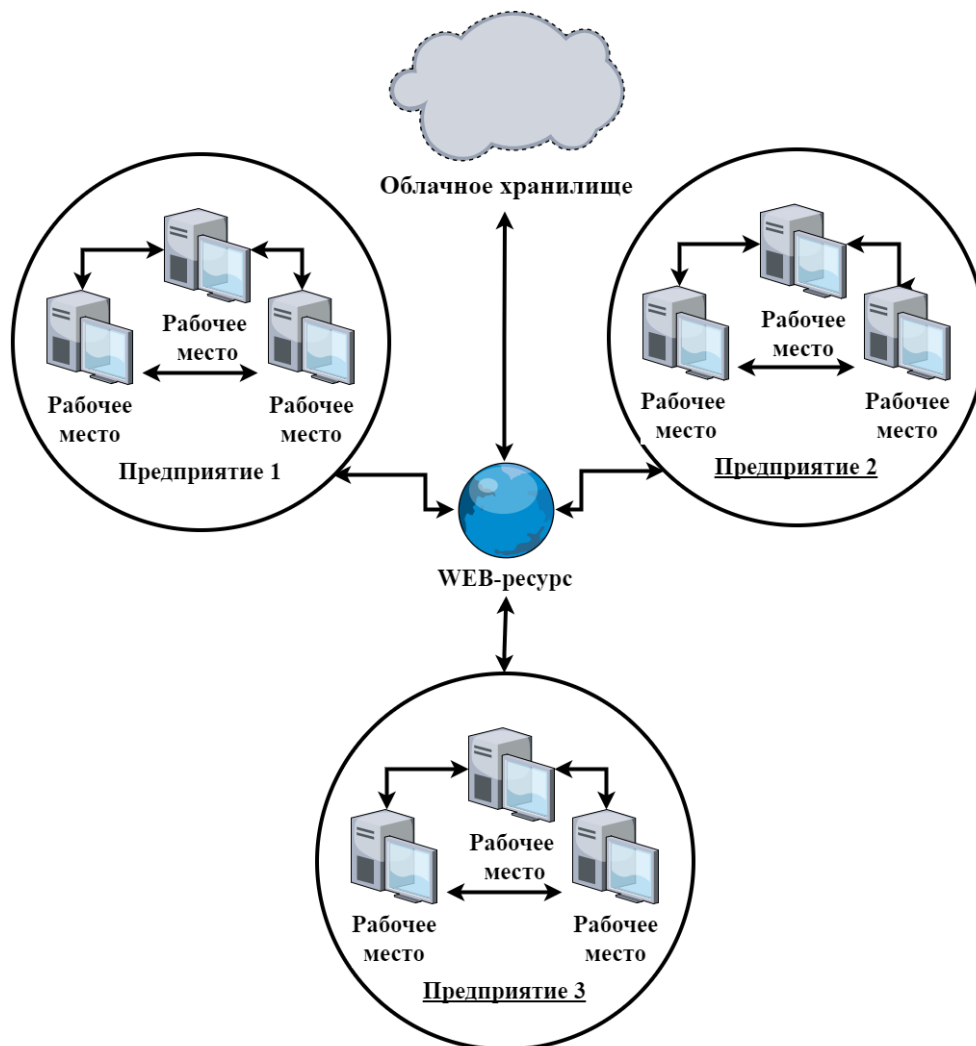 Облачное хранилище
Рабочее
место
Рабочее
место
Рабочее
место
Предприятие 1
Рабочее
место
Рабочее
место
Рабочее
место
Предприятие 2
WEB-ресурс
Рабочее
место
Рабочее
место
Рабочее
место
Предприятие 3